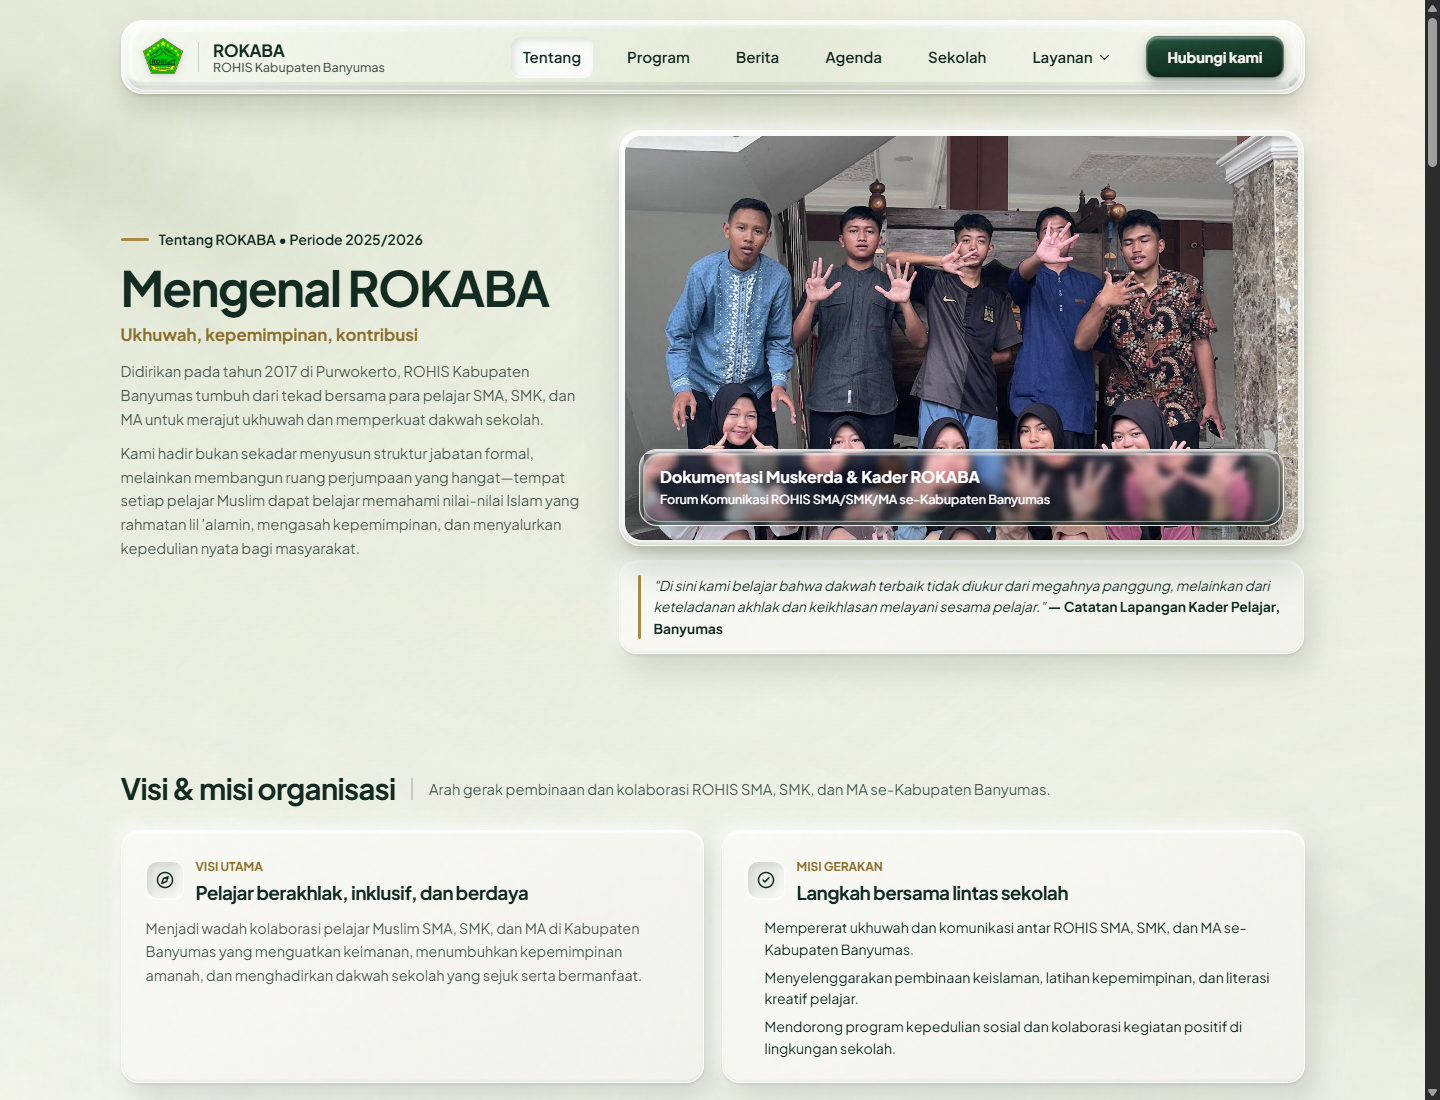 ROKABA
ROHIS Kabupaten Banyumas
Tentang
Program
Berita
Agenda
Sekolah
Layanan
Hubungi kami
Tentang ROKABA • Periode 2025/2026
Mengenal ROKABA
Ukhuwah, kepemimpinan, kontribusi
Didirikan pada tahun 2017 di Purwokerto, ROHIS Kabupaten
Banyumas tumbuh dari tekad bersama para pelajar SMA, SMK, dan
MA untuk merajut ukhuwah dan memperkuat dakwah sekolah.
Kami hadir bukan sekadar menyusun struktur jabatan formal,
melainkan membangun ruang perjumpaan yang hangat—tempat
setiap pelajar Muslim dapat belajar memahami nilai-nilai Islam yang
rahmatan lil 'alamin, mengasah kepemimpinan, dan menyalurkan
kepedulian nyata bagi masyarakat.
Dokumentasi Muskerda & Kader ROKABA
Forum Komunikasi ROHIS SMA/SMK/MA se-Kabupaten Banyumas
"Di sini kami belajar bahwa dakwah terbaik tidak diukur dari megahnya panggung, melainkan dari
keteladanan akhlak dan keikhlasan melayani sesama pelajar." — Catatan Lapangan Kader Pelajar,
Banyumas
Visi & misi organisasi
Arah gerak pembinaan dan kolaborasi ROHIS SMA, SMK, dan MA se-Kabupaten Banyumas.
VISI UTAMA
Pelajar berakhlak, inklusif, dan berdaya
Menjadi wadah kolaborasi pelajar Muslim SMA, SMK, dan MA di Kabupaten
Banyumas yang menguatkan keimanan, menumbuhkan kepemimpinan
amanah, dan menghadirkan dakwah sekolah yang sejuk serta bermanfaat.
MISI GERAKAN
Langkah bersama lintas sekolah
Mempererat ukhuwah dan komunikasi antar ROHIS SMA, SMK, dan MA se-
Kabupaten Banyumas.
Menyelenggarakan pembinaan keislaman, latihan kepemimpinan, dan literasi
kreatif pelajar.
Mendorong program kepedulian sosial dan kolaborasi kegiatan positif di
lingkungan sekolah.